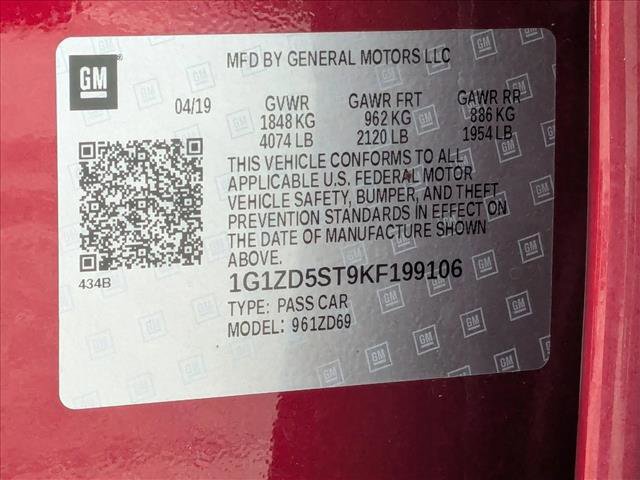 MFD BY GENERAL MOTORS LLC
GM
04/19 GVWR GAWR FRT GAWR RR
1848 KG 962 KG 886 KG
4074 LB 2120 LB 1954 LB
THIS VEHICLE CONFORMS TO ALL
APPLICABLE U.S. FEDERAL MOTOR
VEHICLE SAFETY, BUMPER, AND THEFT
PREVENTION STANDARDS IN EFFECT ON
THE DATE OF MANUFACTURE SHOWN
ABOVE.
434B
1G1ZD5ST9KF199106
TYPE: PASS CAR
MODEL: 961ZD69